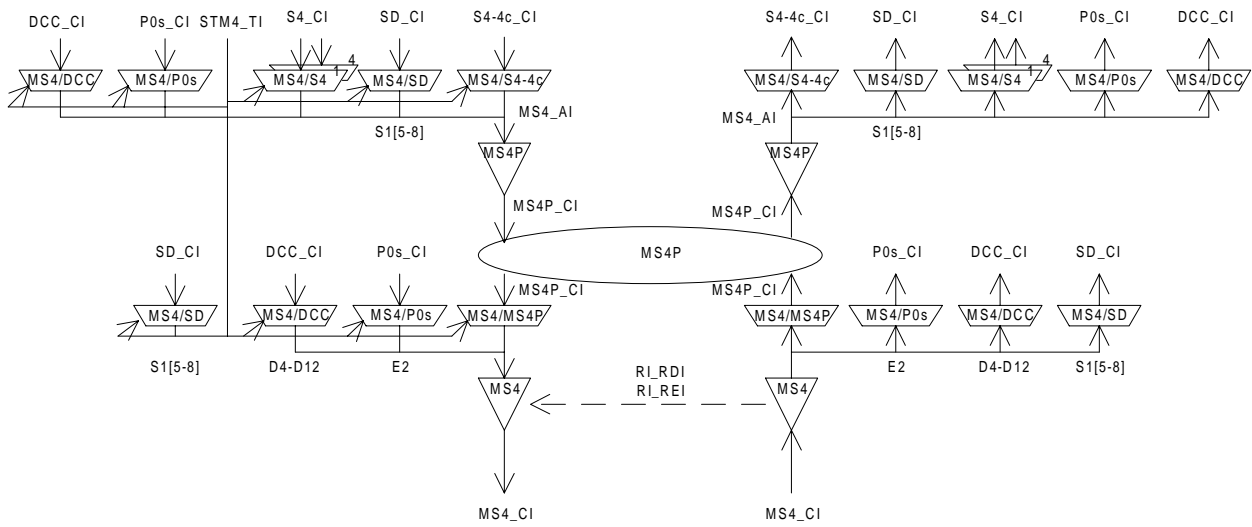 DCC_CI P0s_CI STM4_TI S4_CI SD_CI S4-4c_CI S4-4c_CI SD_CI S4_CI P0s_CI DCC_CI
4 4
MS4/DCC MS4/P0s MS4/S4 1 MS4/SD MS4/S4-4c MS4/S4-4c MS4/SD MS4/S4 1 MS4/P0s MS4/DCC
MS4_AI MS4_AI
S1[5-8] S1[5-8]
MS4P MS4P
MS4P_CI MS4P_CI
SD_CI DCC_CI P0s_CI MS4P P0s_CI DCC_CI SD_CI
MS4P_CI MS4P_CI
MS4/SD MS4/DCC MS4/P0s MS4/MS4P MS4/MS4P MS4/P0s MS4/DCC MS4/SD
S1[5-8] D4-D12 E2 E2 D4-D12 S1[5-8]
RI_RDI
MS4 RI_REI MS4
MS4_CI MS4_CI